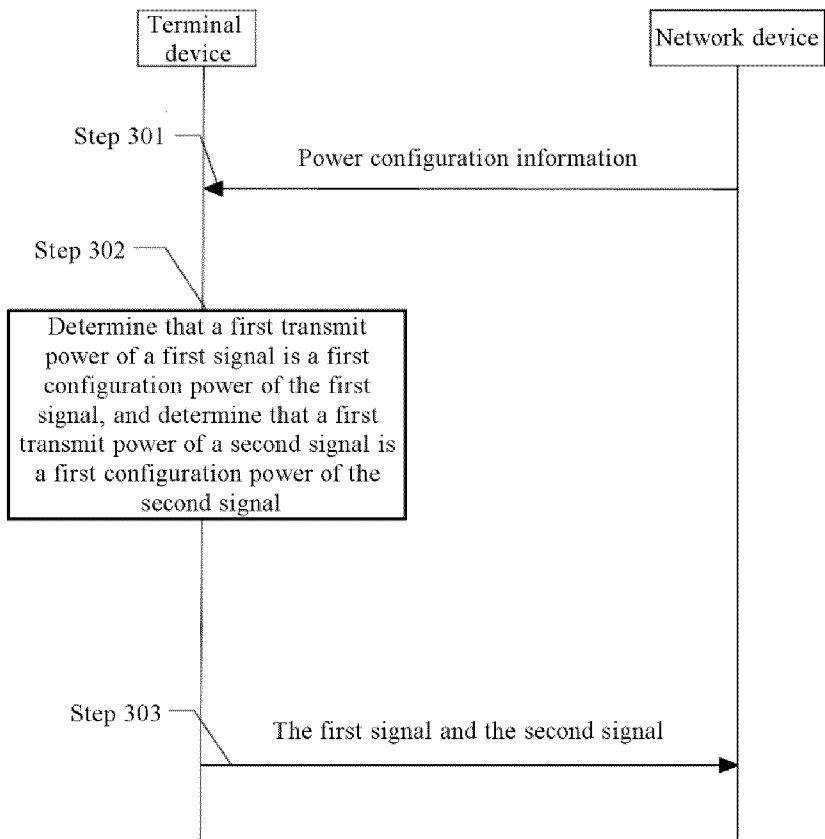 Terminal
device
Network device
Step 301
Power configuration information
Step 302
Determine that a first transmit
power of a first signal is a first
configuration power of the first
signal, and determine that a first
transmit power of a second signal is
a first configuration power of the
second signal
Step 303
The first signal and the second signal